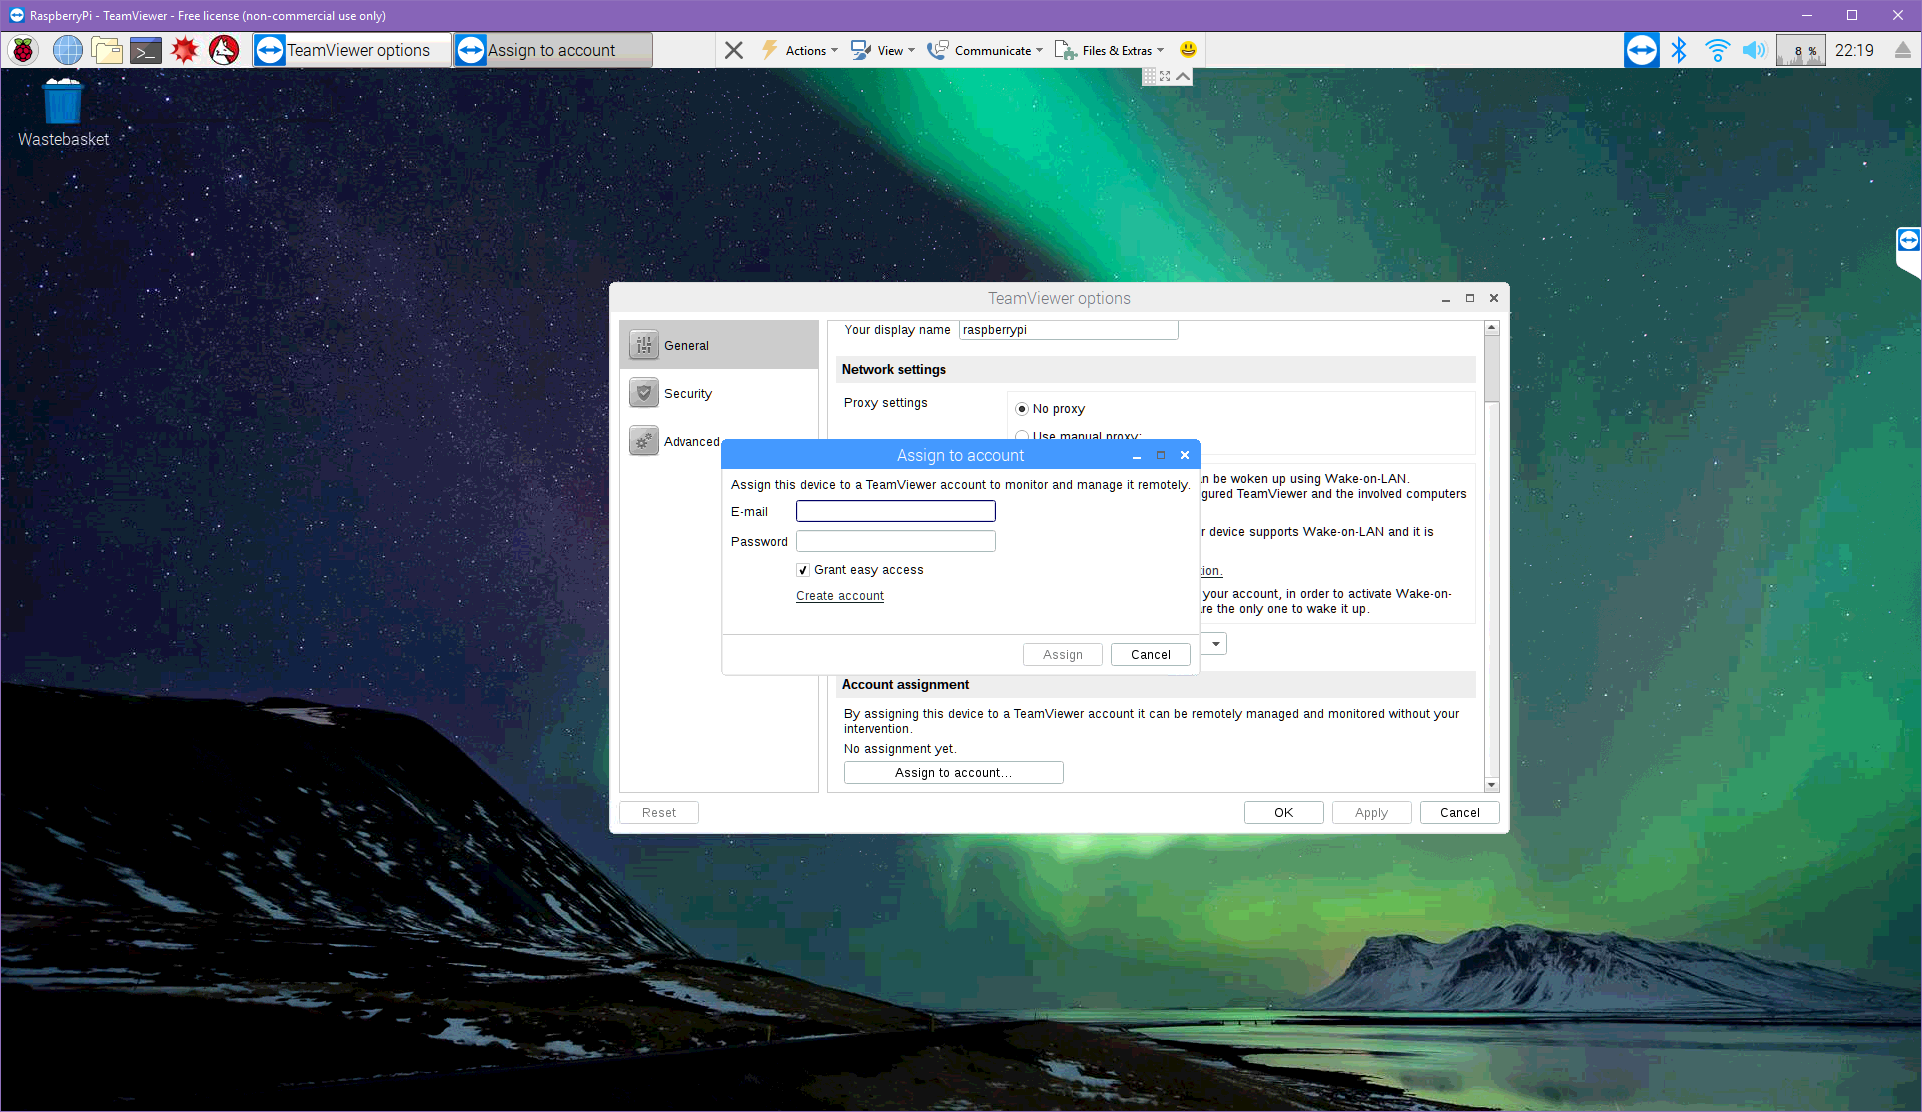 RaspberryPi - TeamViewer - Free license (non-commercial use only)
TeamViewer options
Assign to account
Actions
View
Communicate
Files & Extras
8 %
22:19
Wastebasket
TeamViewer options
General
Security
Advanced
Your display name
raspberrypi
Network settings
Proxy settings
No proxy
Use manual proxy:
Assign to account
Assign this device to a TeamViewer account to monitor and manage it remotely.
E-mail
Password
Grant easy access
Create account
Assign
Cancel
be woken up using Wake-on-LAN.
TeamViewer and the involved computers
device supports Wake-on-LAN and it is
your account, in order to activate Wake-on-
the only one to wake it up.
Account assignment
By assigning this device to a TeamViewer account it can be remotely managed and monitored without your
intervention.
No assignment yet.
Assign to account...
Reset
OK
Apply
Cancel